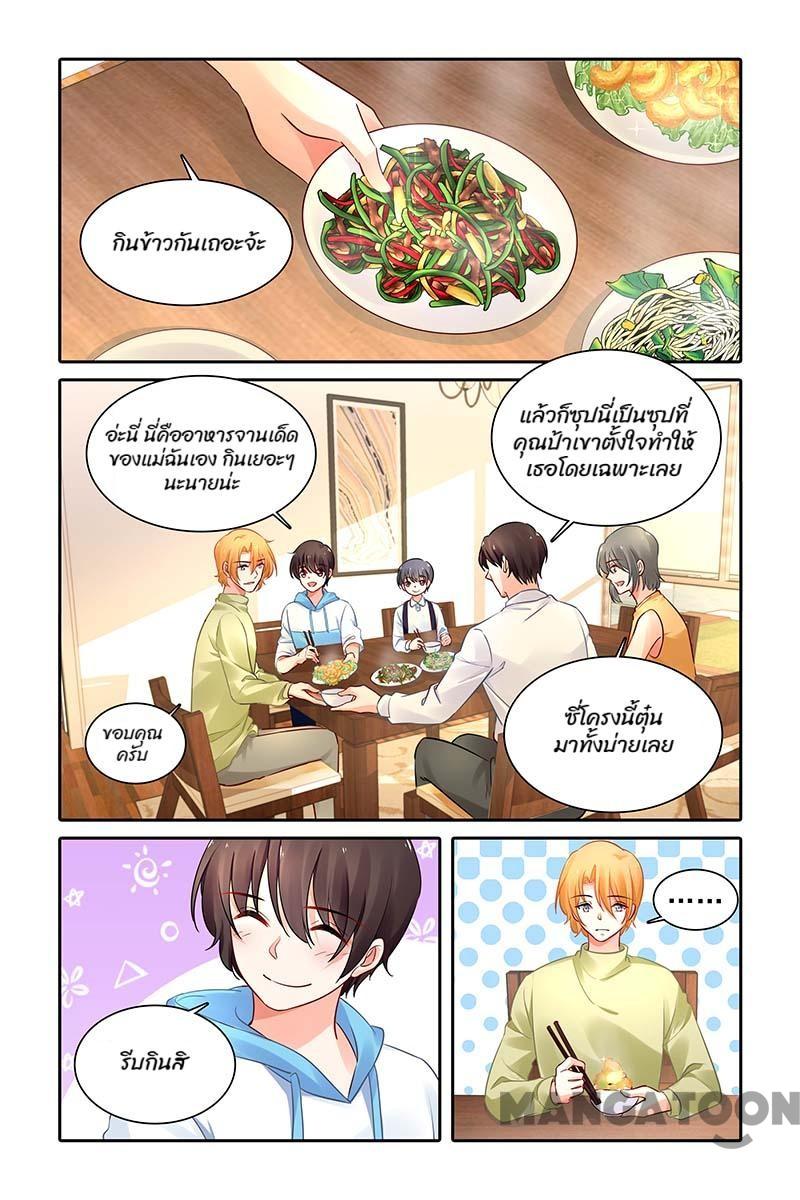 กินข้าวกันเถอะจ้ะ
อ่ะนี่ นี่คืออาหารจานเด็ด
ของแม่ฉันเอง กินเยอะๆ
นะนายน่ะ
แล้วก็ซุปนี่เป็นซุปที่
คุณป้าเขาตั้งใจทำให้
เธอโดยเฉพาะเลย
ซี่โครงนี้ตุ๋น
มาทั้งบ่ายเลย
ขอบคุณ
ครับ
รีบกินสิ
......
MANGATOON